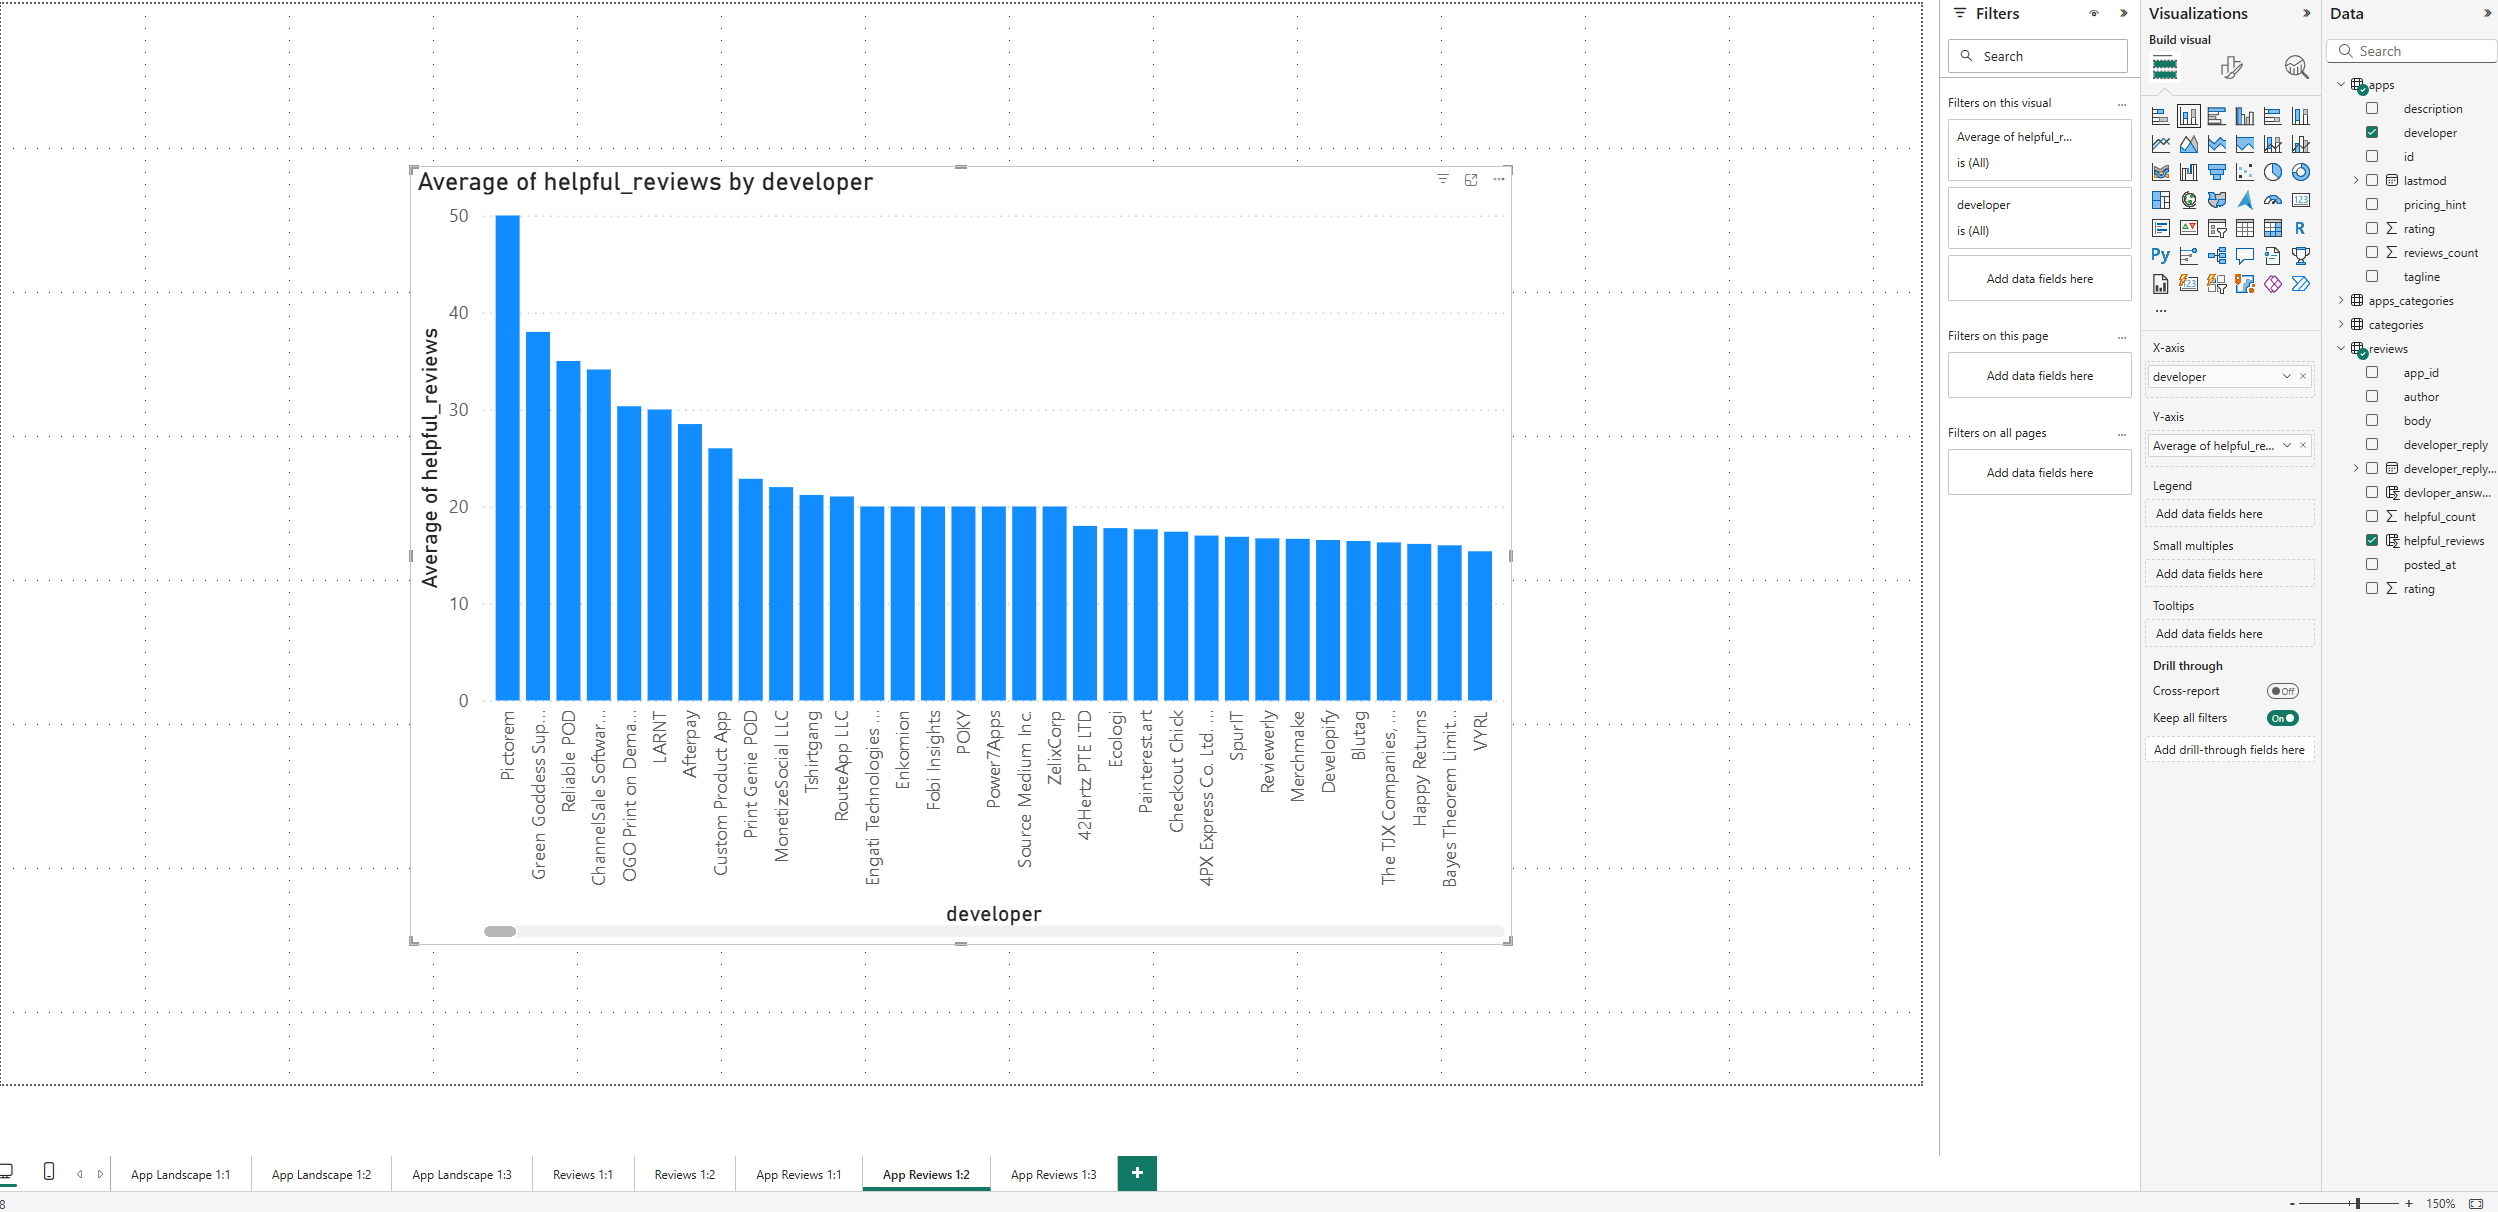 Average of helpful_reviews by developer
50
40
30
20
10
0
Average of helpful_reviews
Pictorem
Green Goddess Sup...
Reliable POD
ChannelSale Softwar...
OGO Print on Dema...
LARNT
Afterpay
Custom Product App
Print Genie POD
MonetizeSocial LLC
Tshirtgang
RouteApp LLC
Engati Technologies ...
Enkomion
Fobi Insights
POKY
Power7Apps
Source Medium Inc.
ZelixCorp
42Hertz PTE LTD
Ecologi
Painterest.art
Checkout Chick
4PX Express Co. Ltd. ...
SpurIT
Reviewerly
Merchmake
Developify
Blutag
The TJX Companies, ...
Happy Returns
Bayes Theorem Limit...
VYRL
developer
Filters
Search
Filters on this visual
...
Average of helpful_r...
is (All)
developer
is (All)
Add data fields here
Filters on this page
...
Add data fields here
Filters on all pages
...
Add data fields here
Visualizations
Build visual
123
R
Py
123
...
X-axis
developer
Y-axis
Average of helpful_re...
Legend
Add data fields here
Small multiples
Add data fields here
Tooltips
Add data fields here
Drill through
Cross-report
Off
Keep all filters
On
Add drill-through fields here
Data
Search
apps
description
developer
id
lastmod
pricing_hint
rating
reviews_count
tagline
apps_categories
categories
reviews
app_id
author
body
developer_reply
developer_reply...
devloper_answ...
helpful_count
helpful_reviews
posted_at
rating
App Landscape 1:1
App Landscape 1:2
App Landscape 1:3
Reviews 1:1
Reviews 1:2
App Reviews 1:1
App Reviews 1:2
App Reviews 1:3
+
8
- + 150%